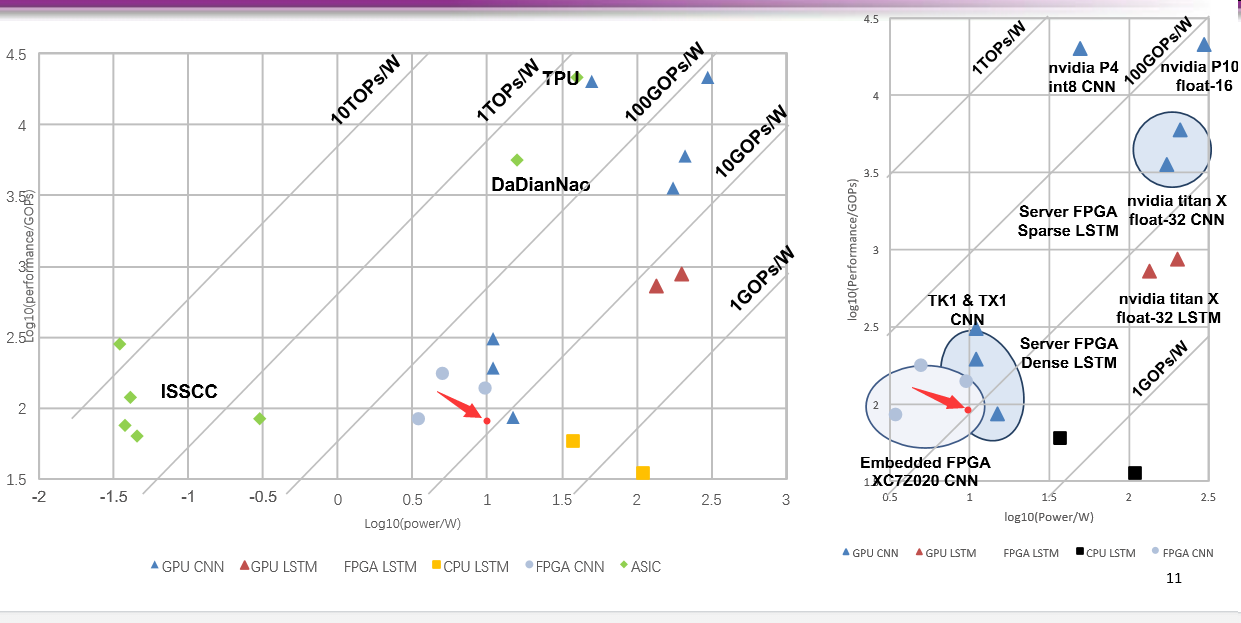 4.5
4
3.5
3
2.5
2
1.5
-2
-1.5
-1
-0.5
0
0.5
1
1.5
2
2.5
3
Log10(performance/GOPs)
Log10(power/W)
10TOPs/W
1TOPs/W
100GOPs/W
10GOPs/W
1GOPs/W
TPU
DaDianNao
ISSCC
GPU CNN
GPU LSTM
FPGA LSTM
CPU LSTM
FPGA CNN
ASIC
4.5
4
3.5
3
2.5
2
0.5
1
1.5
2
2.5
log10(Performance/GOPs)
log10(Power/W)
1TOPs/W
100GOPs/W
1GOPs/W
nvidia P4
int8 CNN
nvidia P10
float-16
nvidia titan X
float-32 CNN
Server FPGA
Sparse LSTM
nvidia titan X
float-32 LSTM
TK1 & TX1
CNN
Server FPGA
Dense LSTM
Embedded FPGA
XC7Z020 CNN
GPU CNN
GPU LSTM
FPGA LSTM
CPU LSTM
FPGA CNN
11